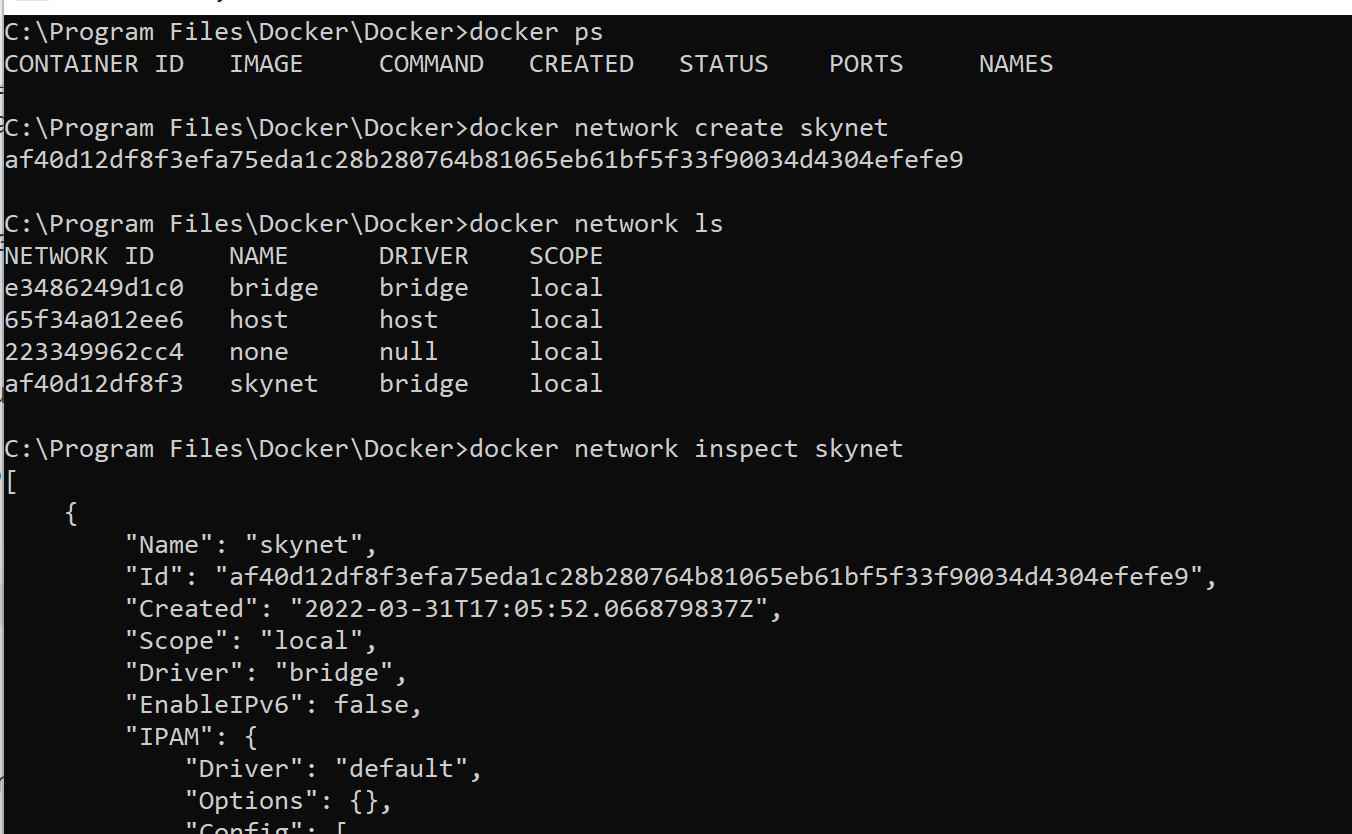 C:\Program Files\Docker\Docker>docker ps
CONTAINER ID   IMAGE     COMMAND   CREATED   STATUS    PORTS     NAMES
C:\Program Files\Docker\Docker>docker network create skynet
af40d12df8f3efa75eda1c28b280764b81065eb61bf5f33f90034d4304efefe9
C:\Program Files\Docker\Docker>docker network ls
NETWORK ID     NAME      DRIVER    SCOPE
e3486249d1c0   bridge    bridge    local
65f34a012ee6   host      host      local
223349962cc4   none      null      local
af40d12df8f3   skynet    bridge    local
C:\Program Files\Docker\Docker>docker network inspect skynet
[
    {
        "Name": "skynet",
        "Id": "af40d12df8f3efa75eda1c28b280764b81065eb61bf5f33f90034d4304efefe9",
        "Created": "2022-03-31T17:05:52.066879837Z",
        "Scope": "local",
        "Driver": "bridge",
        "EnableIPv6": false,
        "IPAM": {
            "Driver": "default",
            "Options": {},
            "Config": [